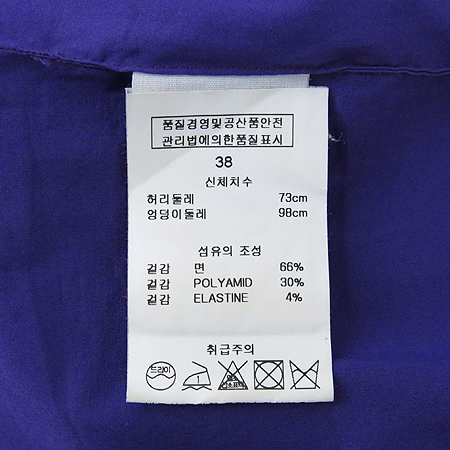 품질경영및공산품안전
관리법에의한품질표시
38
신체치수
허리둘레 73cm
엉덩이둘레 98cm
섬유의 조성
겉감 면 66%
겉감 POLYAMID 30%
겉감 ELASTINE 4%
취급주의
드라이 1